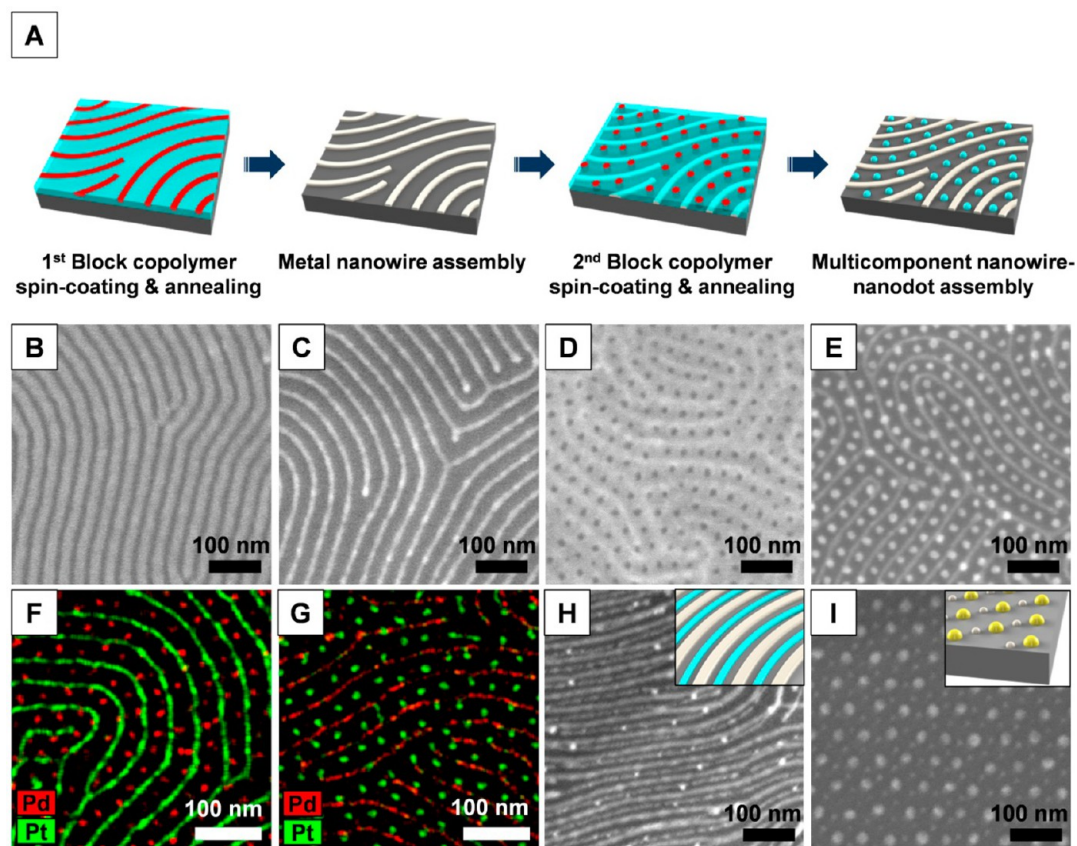 A
1st Block copolymer
spin-coating & annealing
Metal nanowire assembly
2nd Block copolymer
spin-coating & annealing
Multicomponent nanowire-
nanodot assembly
B
100 nm
C
100 nm
D
100 nm
E
100 nm
F
Pd
Pt
100 nm
G
Pd
Pt
100 nm
H
100 nm
I
100 nm